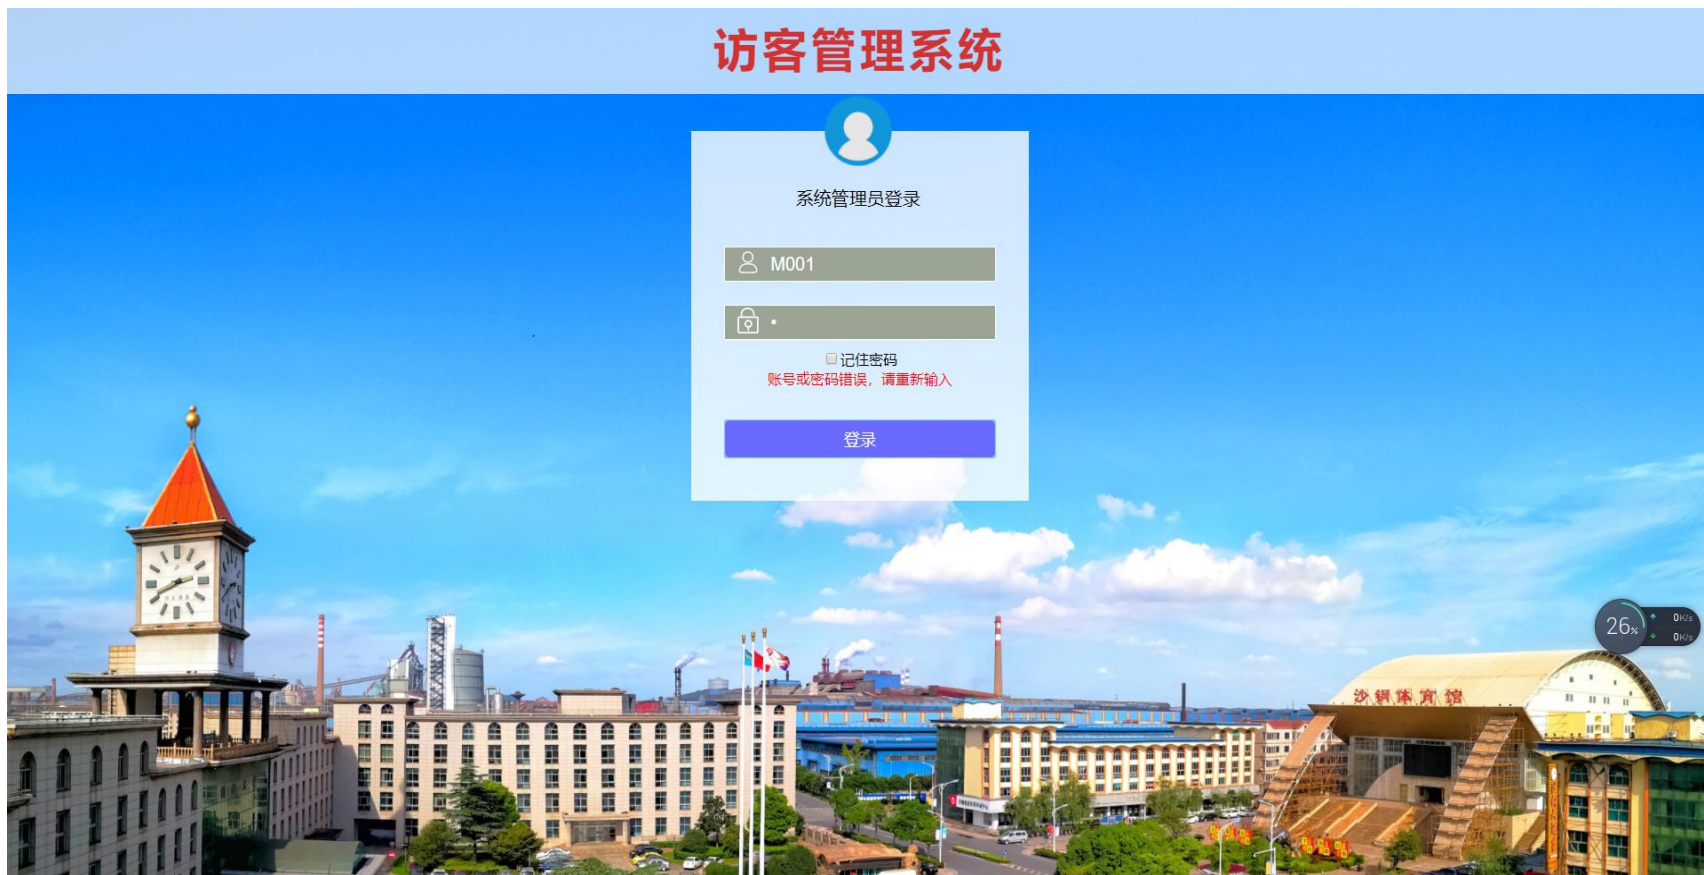 访客管理系统
系统管理员登录
M001
•
记住密码
账号或密码错误，请重新输入
登录
26%
0K/s
0K/s
沙钢体育馆